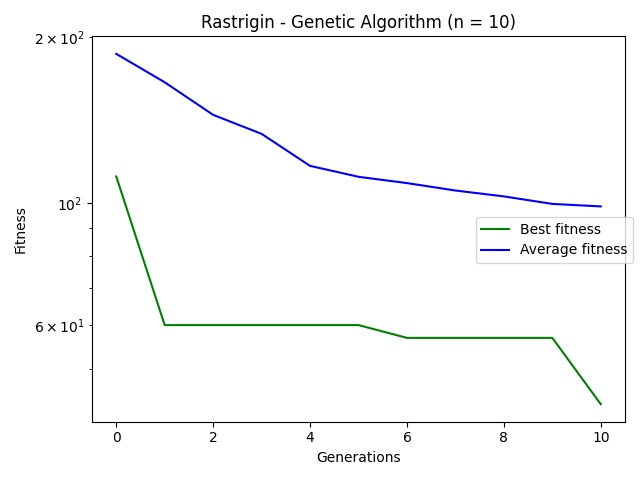 Rastrigin - Genetic Algorithm (n = 10)
2 × 10²
10²
6 × 10¹
Fitness
Best fitness
Average fitness
0 2 4 6 8 10
Generations